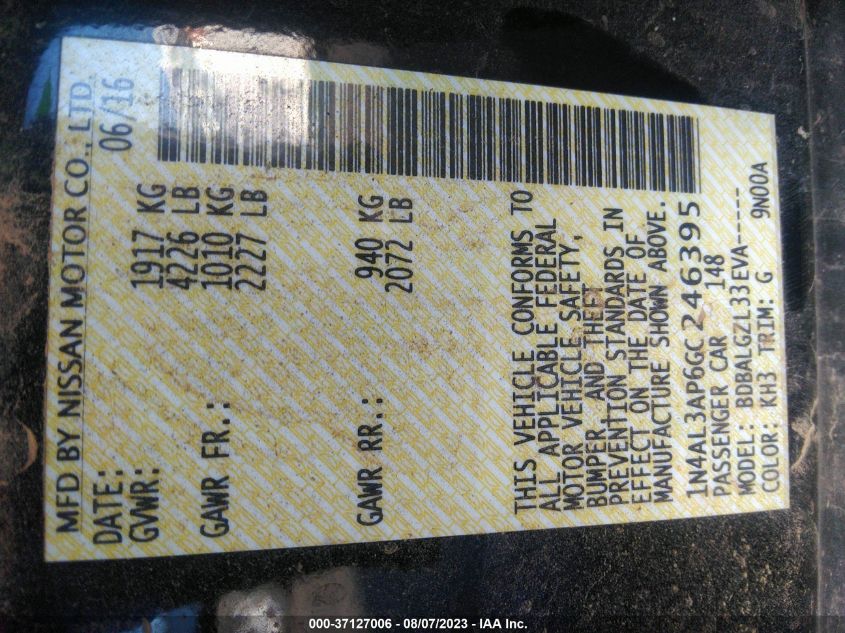 MFD BY NISSAN MOTOR CO., LTD.
DATE: 06/16
GVWR: 1917 KG
4226 LB
GAWR FR.: 1010 KG
2227 LB
GAWR RR.: 940 KG
2072 LB
THIS VEHICLE CONFORMS TO
ALL APPLICABLE FEDERAL
MOTOR VEHICLE SAFETY,
BUMPER, AND THEFT
PREVENTION STANDARDS IN
EFFECT ON THE DATE OF
MANUFACTURE SHOWN ABOVE.
1N4AL3AP6GC246395
PASSENGER CAR 148
MODEL: BDBALGZL33EVA-----
COLOR: KH3 TRIM: G 9N00A
000-37127006 - 08/07/2023 - IAA Inc.